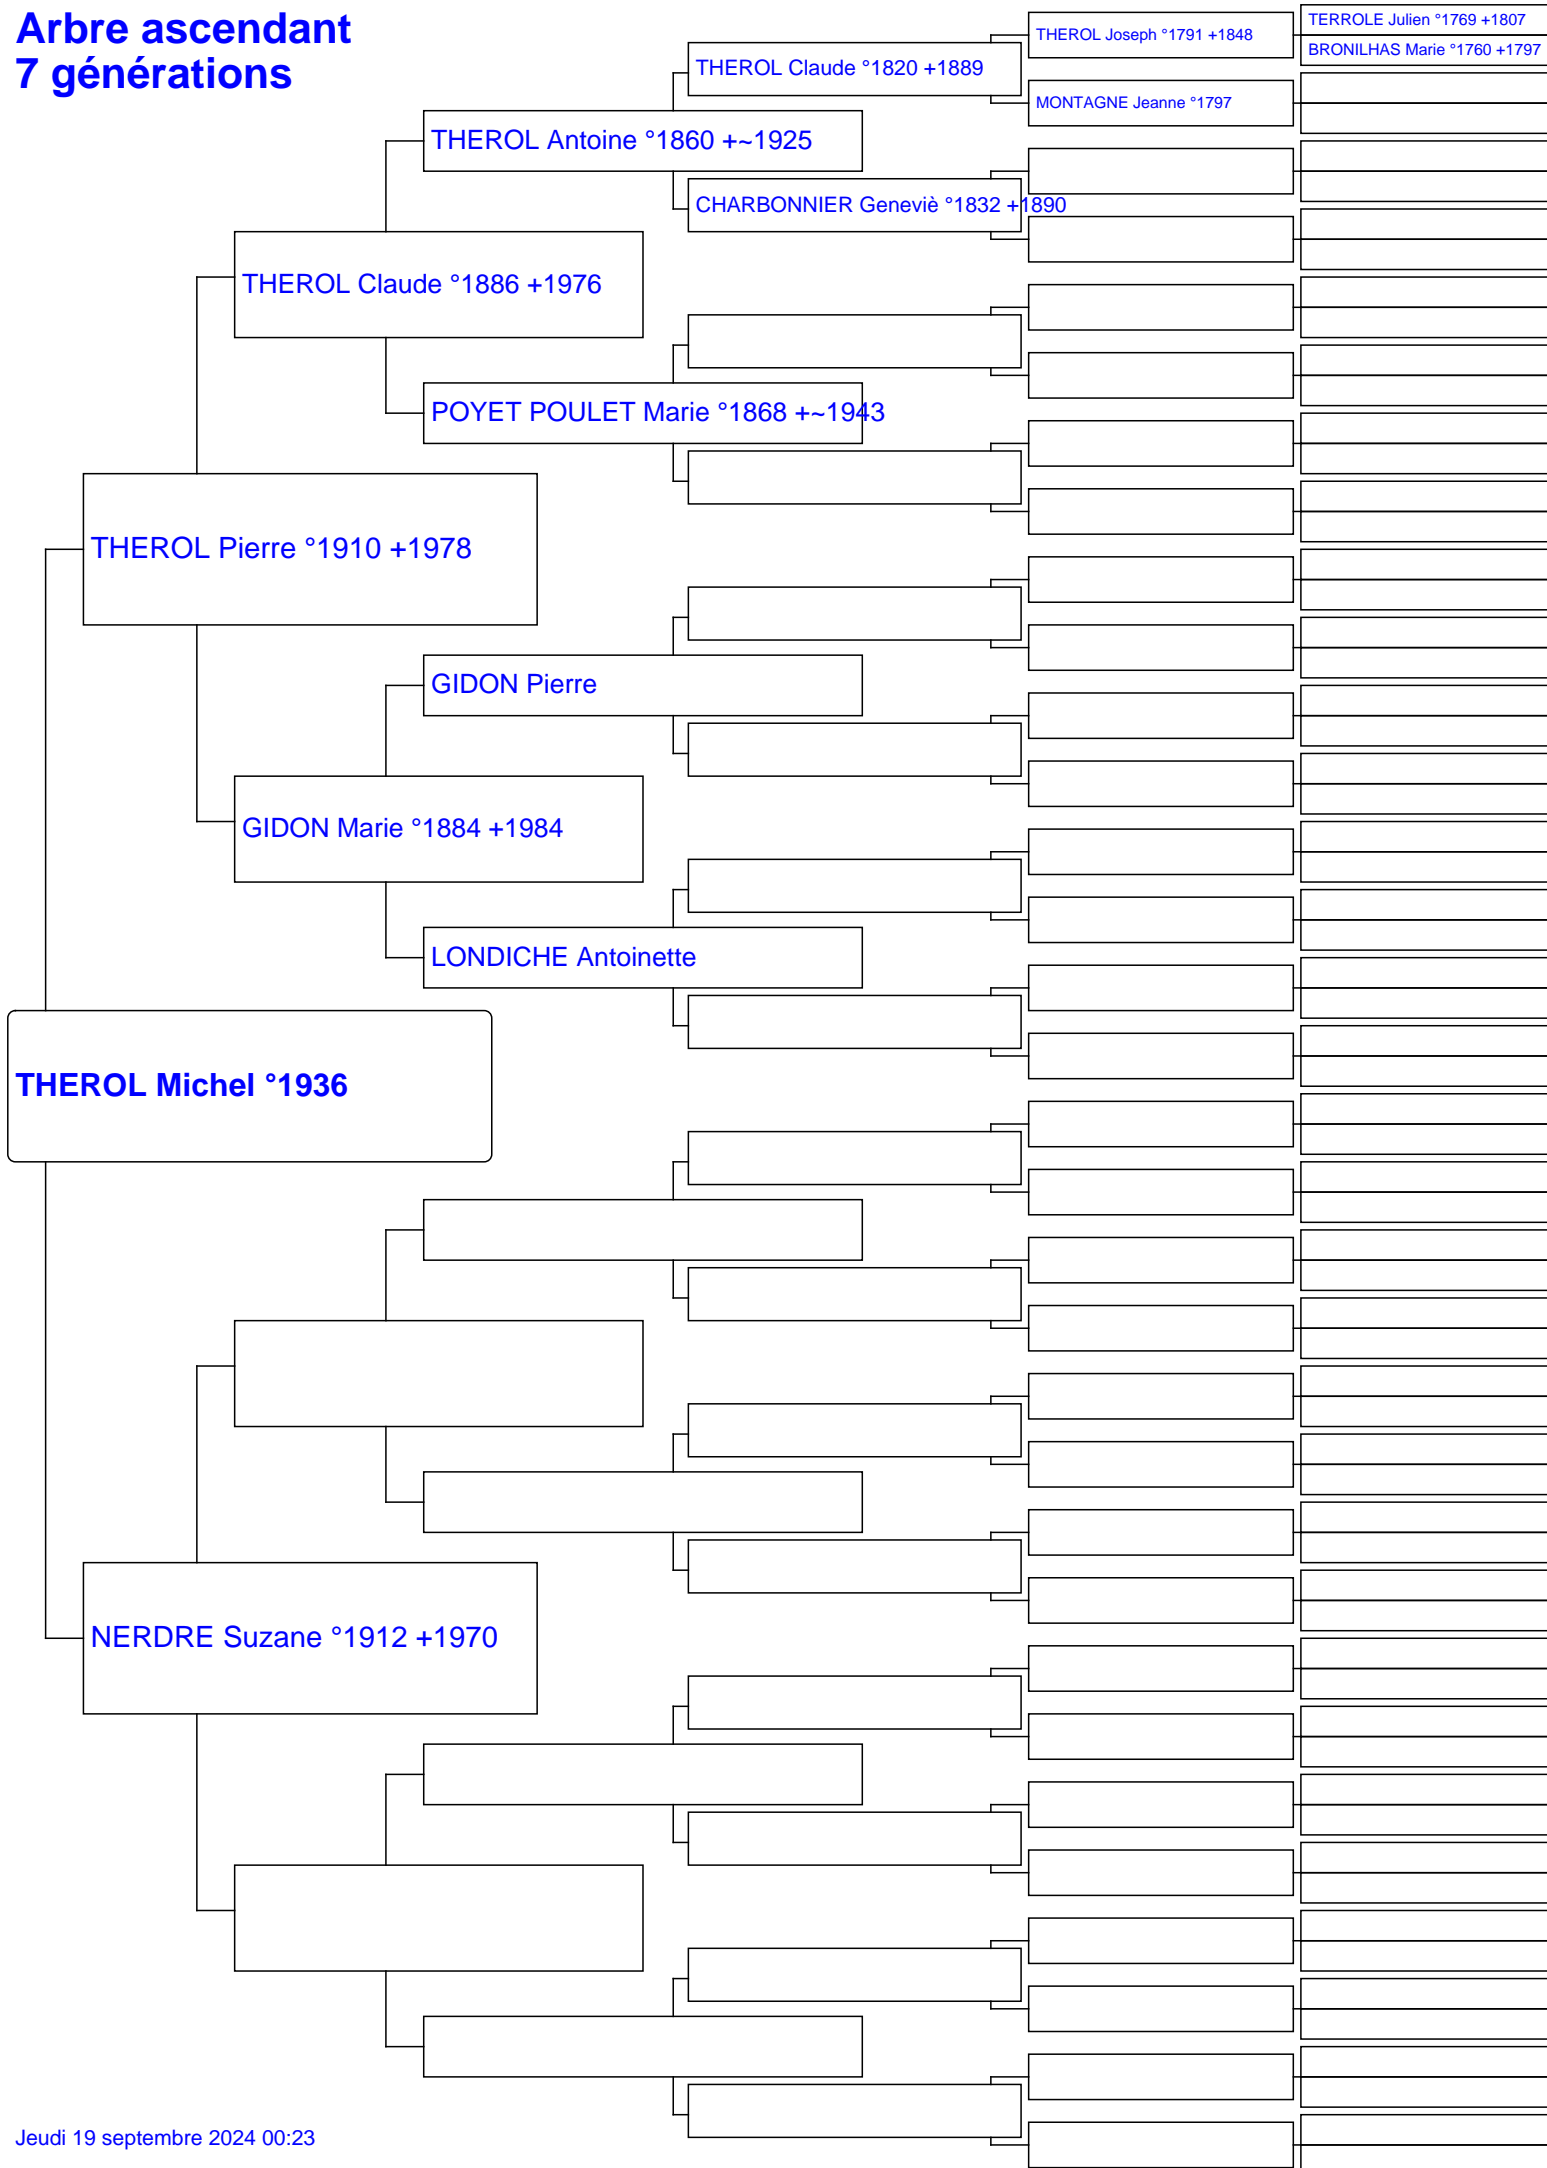 Arbre ascendant
7 générations
TERROLE Julien °1769 +1807
THEROL Joseph °1791 +1848
BRONILHAS Marie °1760 +1797
THEROL Claude °1820 +1889
MONTAGNE Jeanne °1797
THEROL Antoine °1860 +~1925
CHARBONNIER Geneviè °1832 +1890
THEROL Claude °1886 +1976
POYET POULET Marie °1868 +~1943
THEROL Pierre °1910 +1978
GIDON Pierre
GIDON Marie °1884 +1984
LONDICHE Antoinette
THEROL Michel °1936
NERDRE Suzane °1912 +1970
Jeudi 19 septembre 2024 00:23